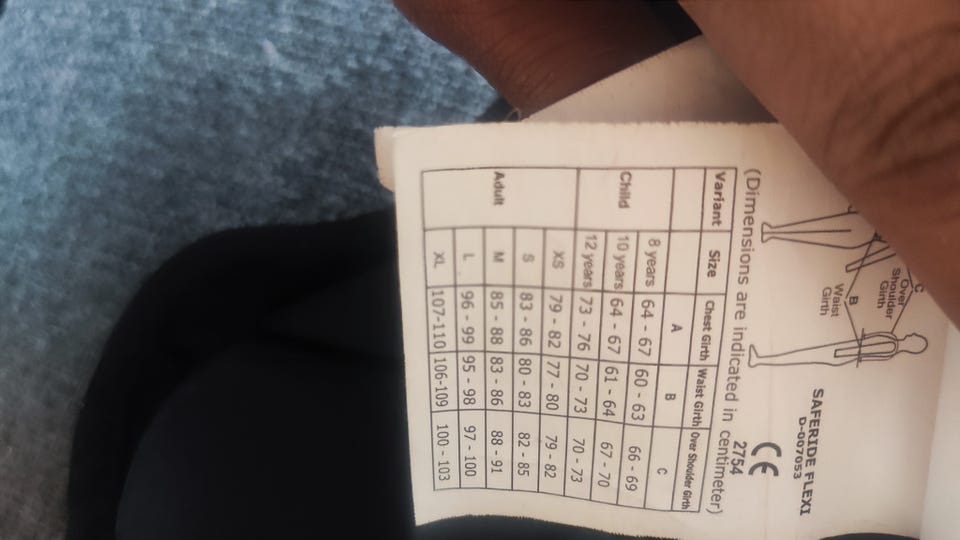 SAFERIDE FLEXI
D-007053
CE
2754
C
Over
Shoulder
Girth
B
Waist
Girth
(Dimensions are indicated in centimeter)
Variant Size Chest Girth Waist Girth Over Shoulder Girth
A B C
Child 8 years 64 - 67 60 - 63 66 - 69
10 years 64 - 67 61 - 64 67 - 70
12 years 73 - 76 70 - 73 70 - 73
Adult XS 79 - 82 77 - 80 79 - 82
S 83 - 86 80 - 83 82 - 85
M 85 - 88 83 - 86 88 - 91
L 96 - 99 95 - 98 97 - 100
XL 107-110 106-109 100 - 103